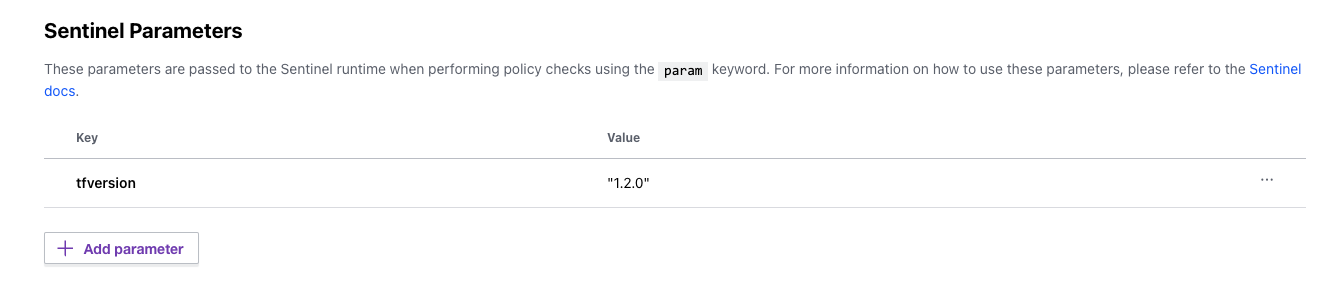 Sentinel Parameters
These parameters are passed to the Sentinel runtime when performing policy checks using the param keyword. For more information on how to use these parameters, please refer to the Sentinel
docs.
Key Value
tfversion "1.2.0" ...
Add parameter